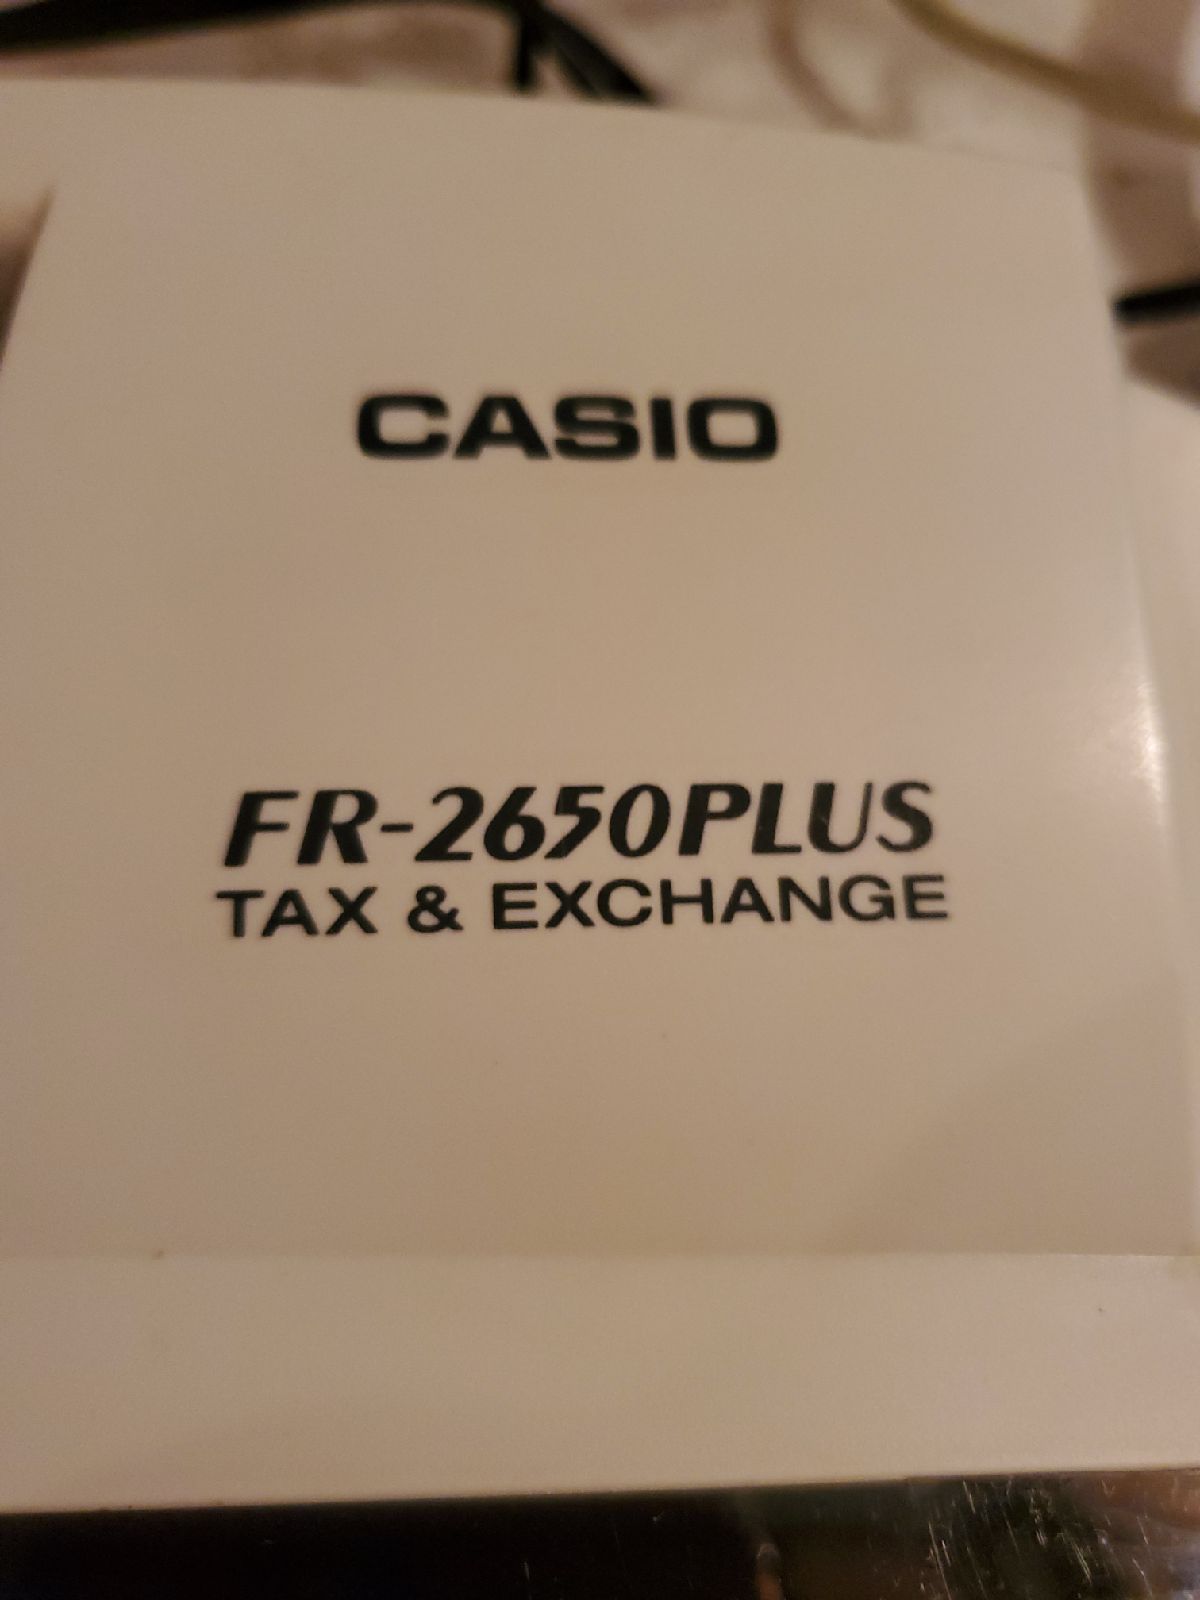 CASIO
FR-2650PLUS
TAX & EXCHANGE